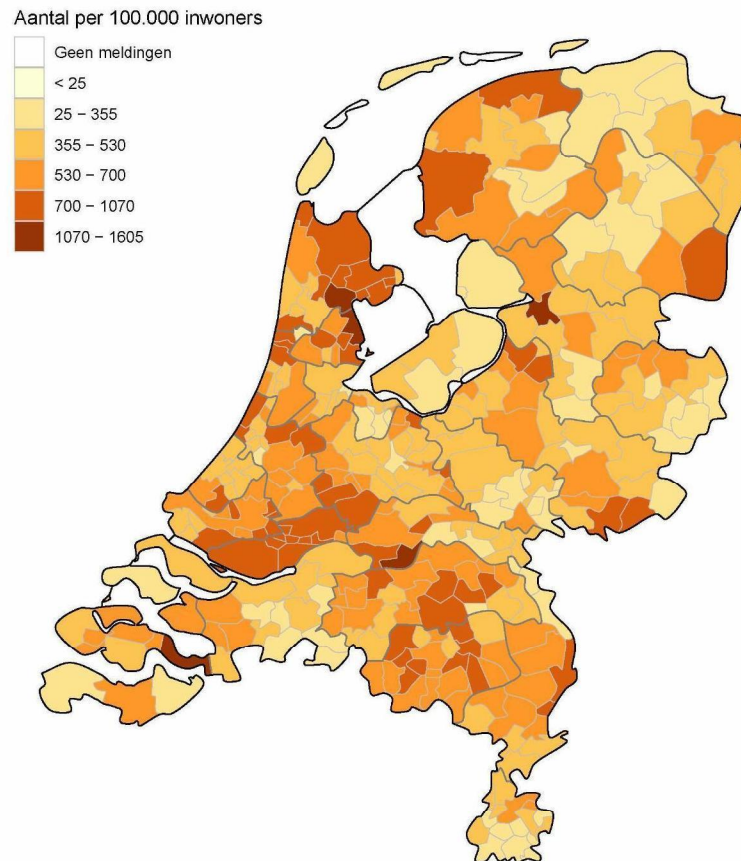 Aantal per 100.000 inwoners
Geen meldingen
< 25
25 – 355
355 – 530
530 – 700
700 – 1070
1070 – 1605